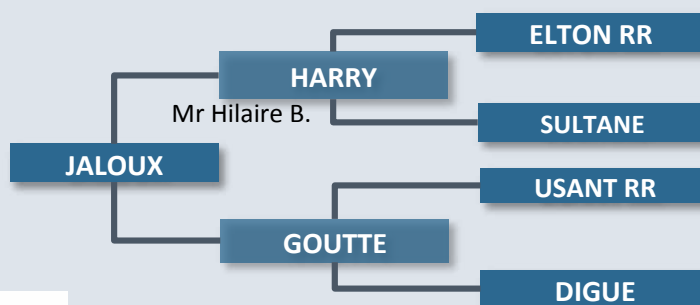 ELTON RR
HARRY
Mr Hilaire B.
SULTANE
JALOUX
USANT RR
GOUTTE
DIGUE